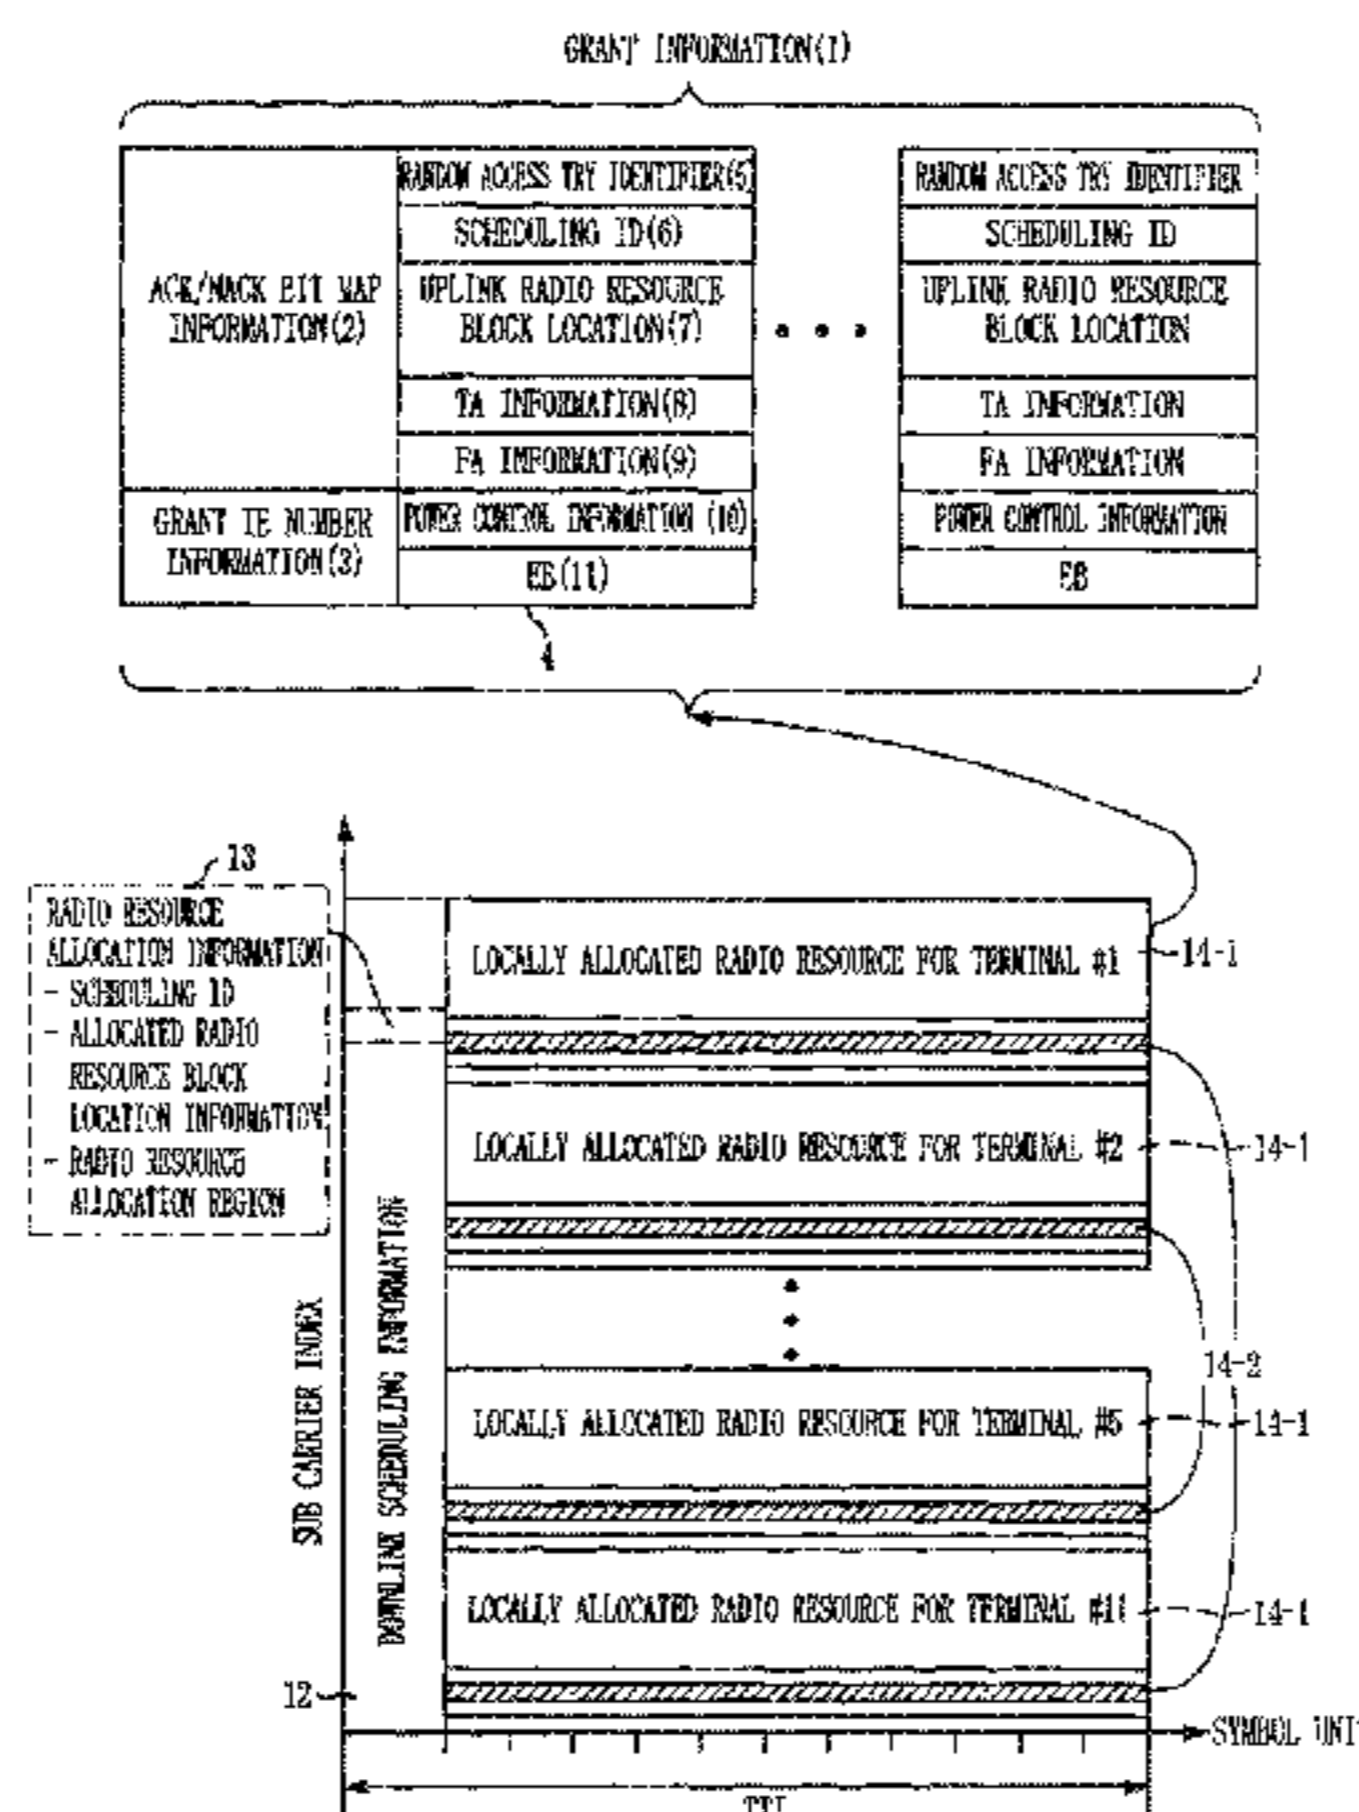 GRANT INFORMATION(1)
RANDOM ACCESS TRY IDENTIFIER(5)
SCHEDULING ID(6)
ACK/NACK BIT MAP
INFORMATION(2)
UPLINK RADIO RESOURCE
BLOCK LOCATION(7)
TA INFORMATION(8)
FA INFORMATION(9)
GRANT TB NUMBER
INFORMATION(3)
POWER CONTROL INFORMATION (10)
EB(11)
RANDOM ACCESS TRY IDENTIFIER
SCHEDULING ID
UPLINK RADIO RESOURCE
BLOCK LOCATION
TA INFORMATION
FA INFORMATION
POWER CONTROL INFORMATION
EB
13
RADIO RESOURCE
ALLOCATION INFORMATION
- SCHEDULING ID
- ALLOCATED RADIO
RESOURCE BLOCK
LOCATION INFORMATION
- RADIO RESOURCE
ALLOCATION REGION
SUB CARRIER INDEX
DOWNLINK SCHEDULING INFORMATION
LOCALLY ALLOCATED RADIO RESOURCE FOR TERMINAL #1
14-1
LOCALLY ALLOCATED RADIO RESOURCE FOR TERMINAL #2
14-1
14-2
LOCALLY ALLOCATED RADIO RESOURCE FOR TERMINAL #5
14-1
LOCALLY ALLOCATED RADIO RESOURCE FOR TERMINAL #11
14-1
12
SYMBOL UNI
TTI